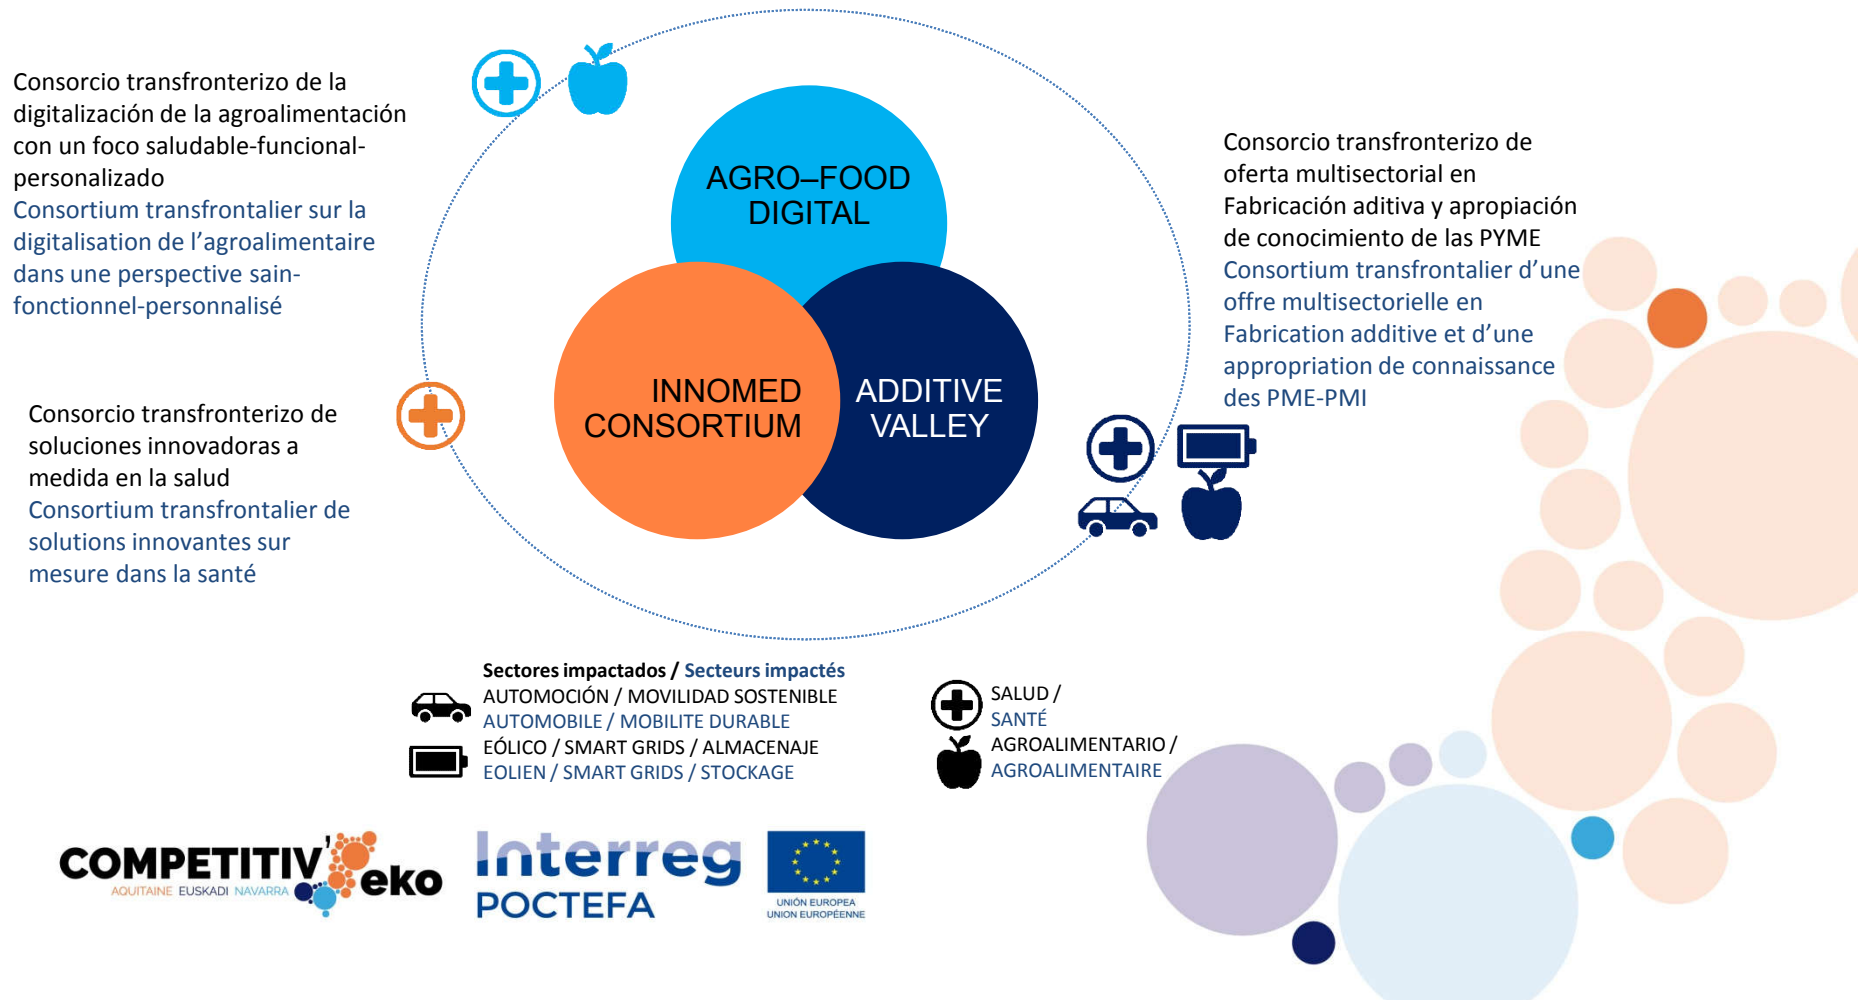 Consorcio transfronterizo de la
digitalización de la agroalimentación
con un foco saludable-funcional-
personalizado
Consortium transfrontalier sur la
digitalisation de l’agroalimentaire
dans une perspective sain-
fonctionnel-personnalisé
Consorcio transfronterizo de
soluciones innovadoras a
medida en la salud
Consortium transfrontalier de
solutions innovantes sur
mesure dans la santé
AGRO–FOOD
DIGITAL
INNOMED
CONSORTIUM
ADDITIVE
VALLEY
Consorcio transfronterizo de
oferta multisectorial en
Fabricación aditiva y apropiación
de conocimiento de las PYME
Consortium transfrontalier d’une
offre multisectorielle en
Fabrication additive et d’une
appropriation de connaissance
des PME-PMI
Sectores impactados / Secteurs impactés
AUTOMOCIÓN / MOVILIDAD SOSTENIBLE
AUTOMOBILE / MOBILITE DURABLE
EÓLICO / SMART GRIDS / ALMACENAJE
EOLIEN / SMART GRIDS / STOCKAGE
SALUD /
SANTÉ
AGROALIMENTARIO /
AGROALIMENTAIRE
COMPETITIV'eko
AQUITAINE EUSKADI NAVARRA
Interreg
POCTEFA
UNIÓN EUROPEA
UNION EUROPÉENNE